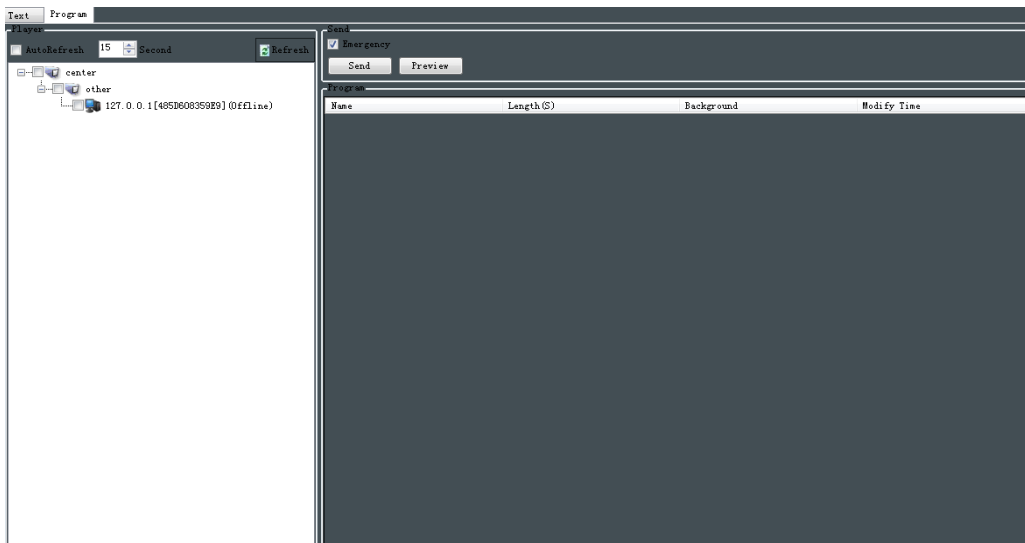 Text Program
Player
AutoRefresh 15 Second Refresh
center
other
127.0.0.1[485D608359E9](Offline)
Send
Emergency
Send Preview
Program
Name Length(S) Background Modify Time